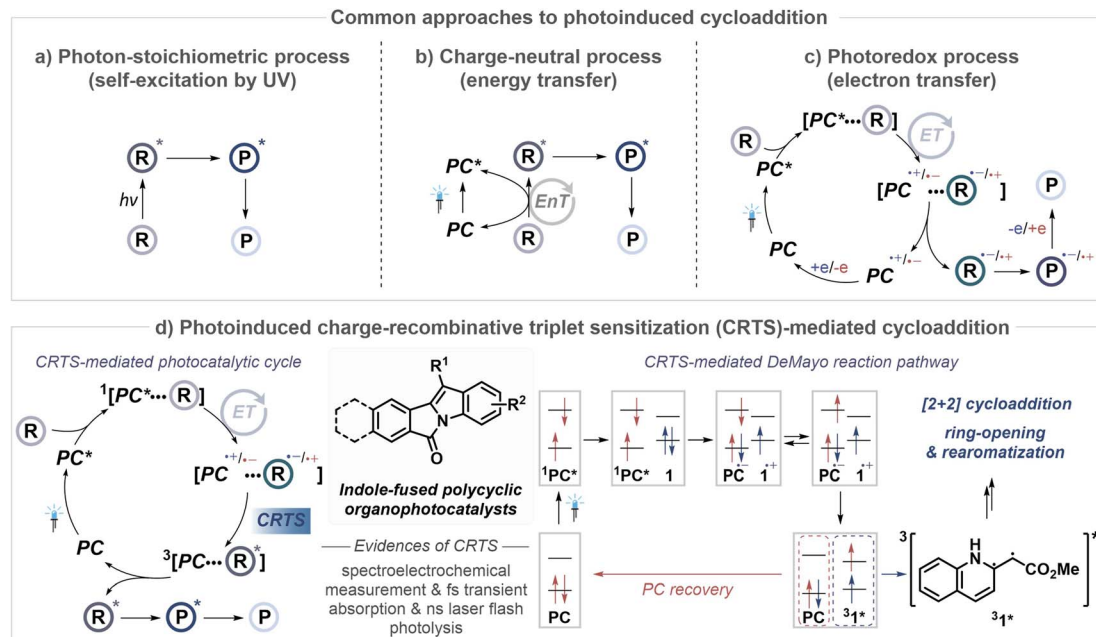 Common approaches to photoinduced cycloaddition
a) Photon-stoichiometric process
(self-excitation by UV)
R* P*
hν
R P
b) Charge-neutral process
(energy transfer)
PC* R* P*
EnT
PC R P
c) Photoredox process
(electron transfer)
[PC*··· R]
R ET
PC*
[PC•+/•− ··· R•−/•+]
P
-e/+e
PC
+e/-e PC•+/•− R•−/•+ P•−/•+
d) Photoinduced charge-recombinative triplet sensitization (CRTS)-mediated cycloaddition
CRTS-mediated photocatalytic cycle
1[PC*··· R]
R ET
PC*
[PC•+/•− ··· R•−/•+]
CRTS
PC
3[PC··· R*]
R* P* P
R1
R2
N
O
Indole-fused polycyclic
organophotocatalysts
Evidences of CRTS
spectroelectrochemical
measurement & fs transient
absorption & ns laser flash
photolysis
CRTS-mediated DeMayo reaction pathway
1PC* 1PC* 1 PC•− 1•+ PC•− 1•+
PC
PC recovery
PC 31*
[2+2] cycloaddition
ring-opening
& rearomatization
3[ ]*
H
N
CO2Me
31*